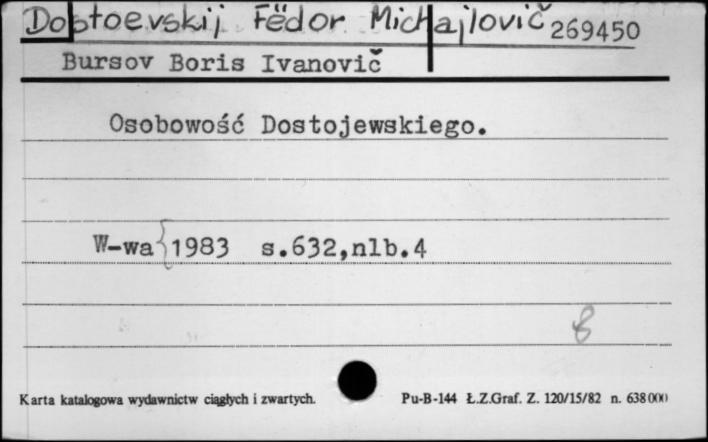 Dostoevskij Fëdor Michajlovič 269450
Bursov Boris Ivanovič
Osobowość Dostojewskiego.
W-wa{1983 s.632,nlb.4
8
Karta katalogowa wydawnictw ciągłych i zwartych. Pu-B-144 Ł.Z.Graf. Z. 120/15/82 n. 638000